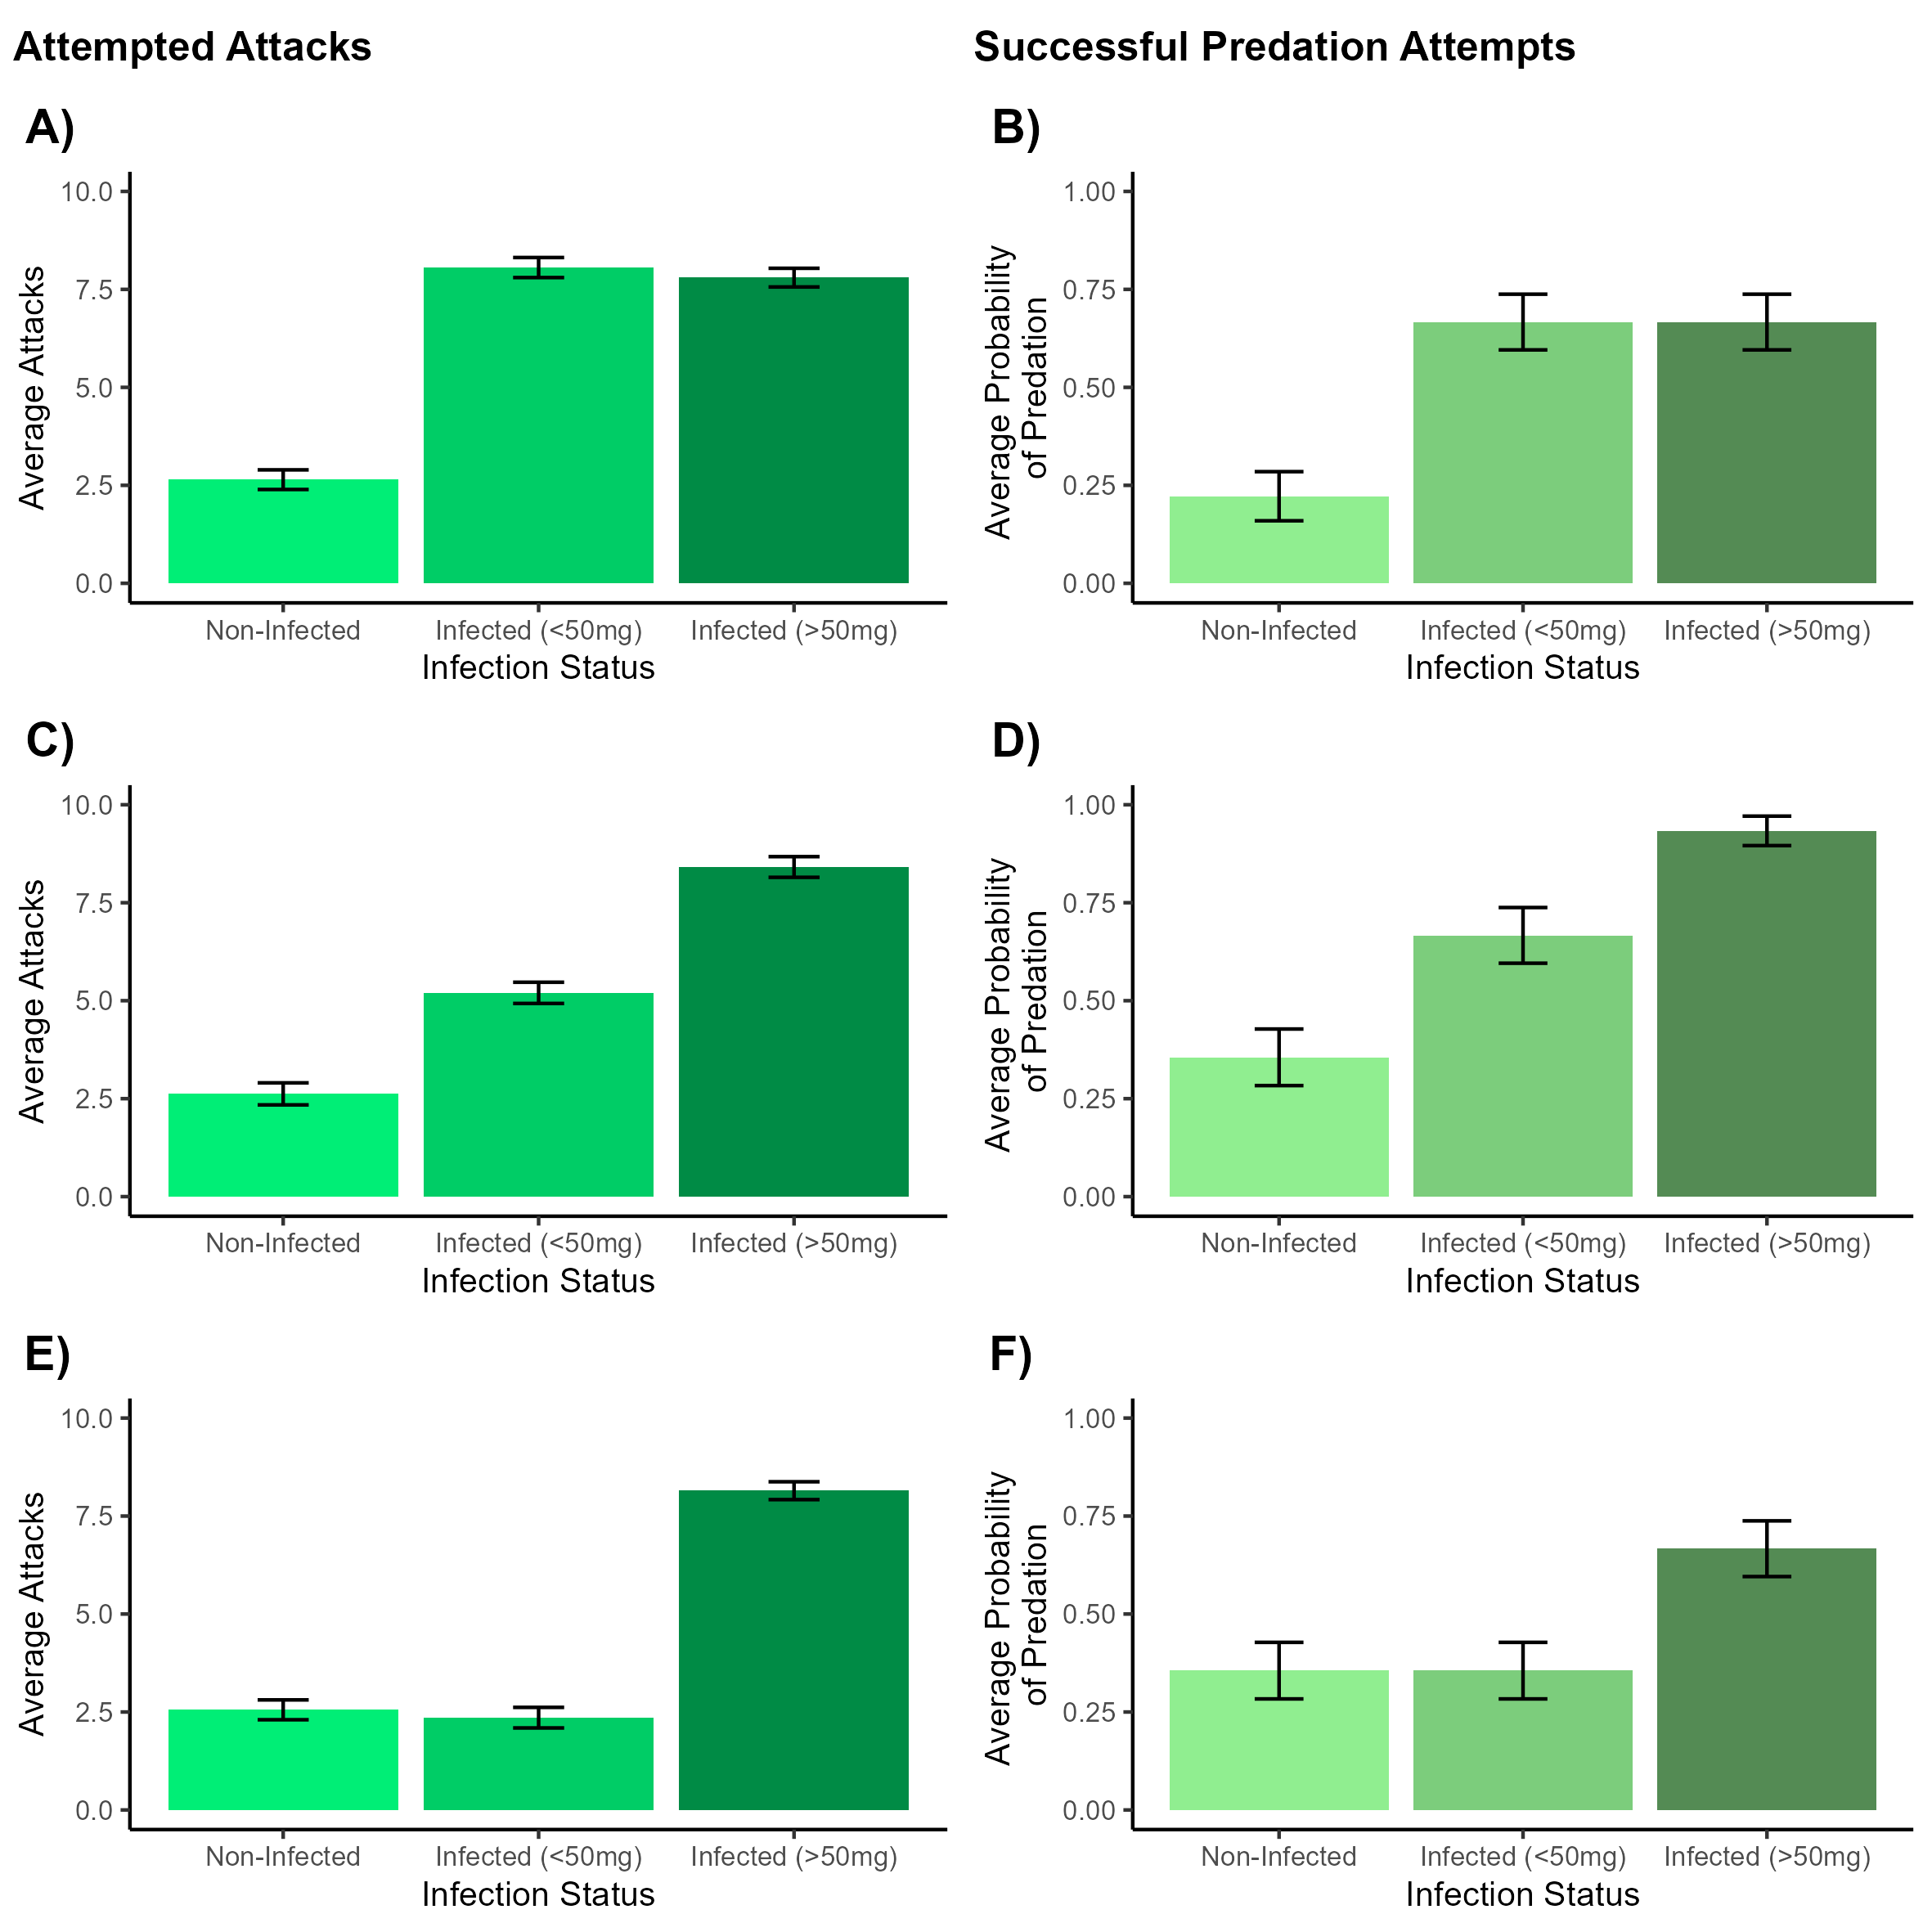 Attempted Attacks
Successful Predation Attempts
A)
10.0
7.5
5.0
2.5
0.0
Average Attacks
Non-Infected
Infected (<50mg)
Infected (>50mg)
Infection Status
B)
1.00
0.75
0.50
0.25
0.00
Average Probability
of Predation
Non-Infected
Infected (<50mg)
Infected (>50mg)
Infection Status
C)
10.0
7.5
5.0
2.5
0.0
Average Attacks
Non-Infected
Infected (<50mg)
Infected (>50mg)
Infection Status
D)
1.00
0.75
0.50
0.25
0.00
Average Probability
of Predation
Non-Infected
Infected (<50mg)
Infected (>50mg)
Infection Status
E)
10.0
7.5
5.0
2.5
0.0
Average Attacks
Non-Infected
Infected (<50mg)
Infected (>50mg)
Infection Status
F)
1.00
0.75
0.50
0.25
0.00
Average Probability
of Predation
Non-Infected
Infected (<50mg)
Infected (>50mg)
Infection Status